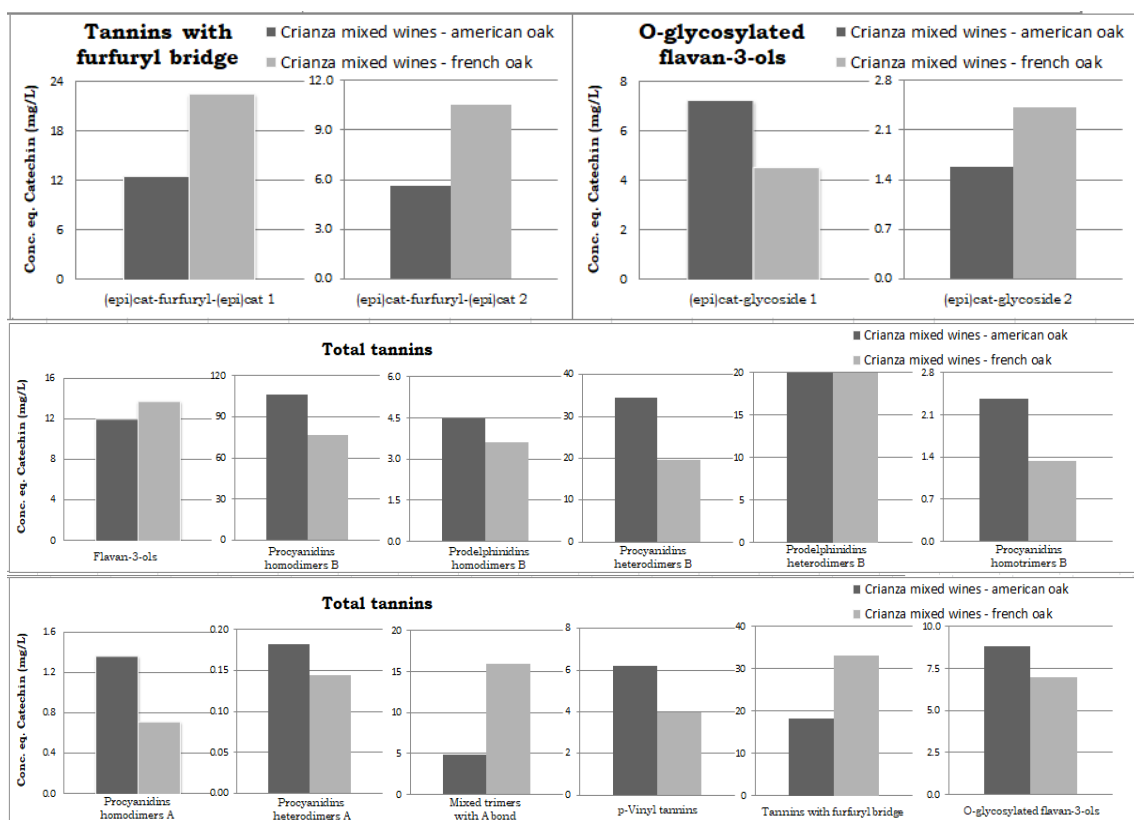 Tannins with
furfuryl bridge
Crianza mixed wines - american oak
Crianza mixed wines - french oak
Conc. eq. Catechin (mg/L)
24
18
12
6
0
(epi)cat-furfuryl-(epi)cat 1
12.0
9.0
6.0
3.0
0.0
(epi)cat-furfuryl-(epi)cat 2
O-glycosylated
flavan-3-ols
Crianza mixed wines - american oak
Crianza mixed wines - french oak
8
6
4
2
0
(epi)cat-glycoside 1
2.8
2.1
1.4
0.7
0.0
(epi)cat-glycoside 2
Total tannins
Crianza mixed wines - american oak
Crianza mixed wines - french oak
Conc. eq. Catechin (mg/L)
16
12
8
4
0
Flavan-3-ols
120
90
60
30
0
Procyanidins
homodimers B
6.0
4.5
3.0
1.5
0.0
Prodelphinidins
homodimers B
40
30
20
10
0
Procyanidins
heterodimers B
20
15
10
5
0
Prodelphinidins
heterodimers B
2.8
2.1
1.4
0.7
0.0
Procyanidins
homotrimers B
Total tannins
Crianza mixed wines - american oak
Crianza mixed wines - french oak
Conc. eq. Catechin (mg/L)
1.6
1.2
0.8
0.4
0.0
Procyanidins
homodimers A
0.20
0.15
0.10
0.05
0.00
Procyanidins
heterodimers A
20
15
10
5
0
Mixed trimers
with A bond
8
6
4
2
0
p-Vinyl tannins
40
30
20
10
0
Tannins with furfuryl bridge
10.0
7.5
5.0
2.5
0.0
O-glycosylated flavan-3-ols